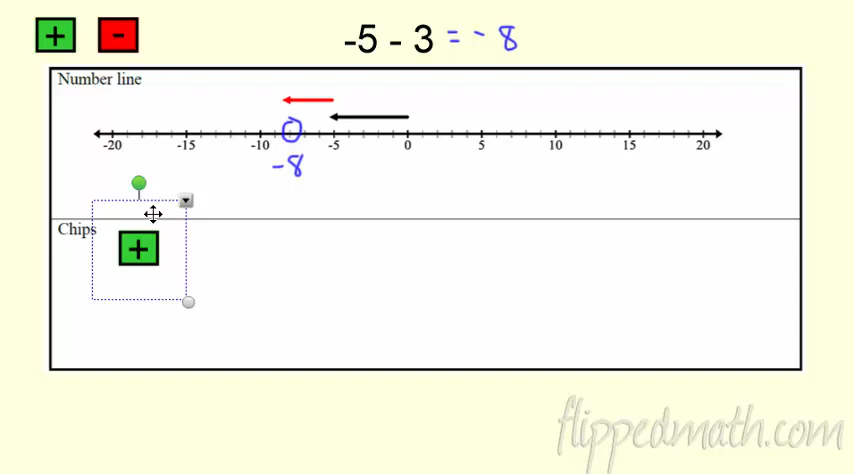 + - -5 - 3 = - 8
Number line
-20 -15 -10 -5 0 5 10 15 20
-8
Chips
+
flippedmath.com